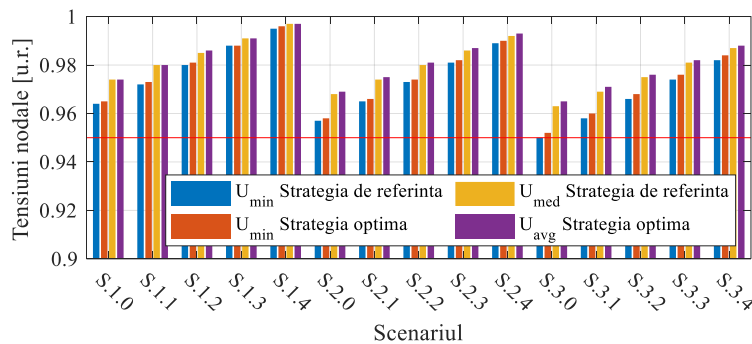 Tensiuni nodale [u.r.]
1
0.98
0.96
0.94
0.92
0.9
U_min Strategia de referinta
U_med Strategia de referinta
U_min Strategia optima
U_avg Strategia optima
S.1.0 S.1.1 S.1.2 S.1.3 S.1.4 S.2.0 S.2.1 S.2.2 S.2.3 S.2.4 S.3.0 S.3.1 S.3.2 S.3.3 S.3.4
Scenariul